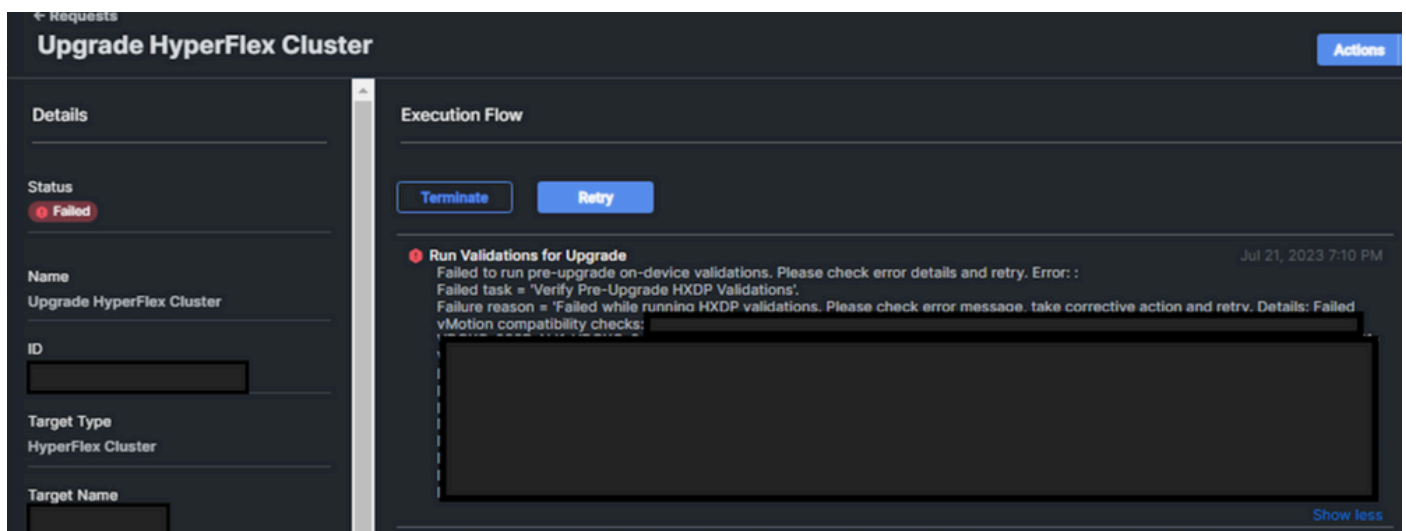 ← Requests
Upgrade HyperFlex Cluster
Actions
Details
Status
Failed
Name
Upgrade HyperFlex Cluster
ID
Target Type
HyperFlex Cluster
Target Name
Execution Flow
Terminate
Retry
Run Validations for Upgrade
Jul 21, 2023 7:10 PM
Failed to run pre-upgrade on-device validations. Please check error details and retry. Error: :
Failed task = 'Verify Pre-Upgrade HXDP Validations'.
Failure reason = 'Failed while running HXDP validations. Please check error message, take corrective action and retry. Details: Failed
vMotion compatibility checks:
Show less